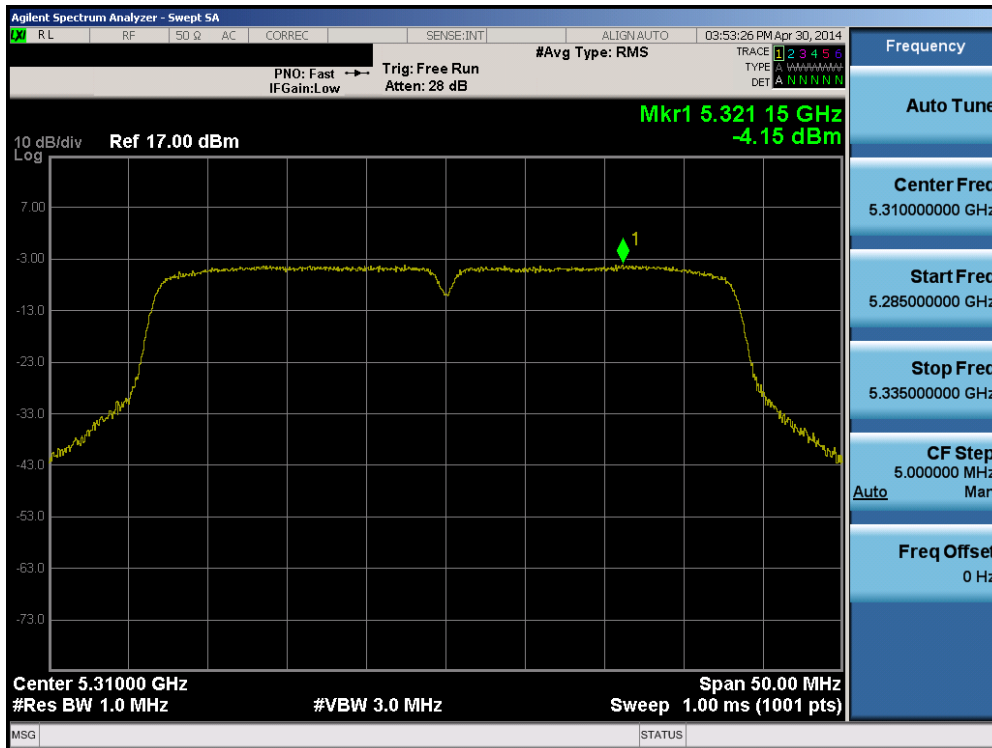 Agilent Spectrum Analyzer - Swept SA
LXI RL RF 50 Ω AC CORREC SENSE:INT ALIGN AUTO 03:53:26 PM Apr 30, 2014
#Avg Type: RMS TRACE 1 2 3 4 5 6
PNO: Fast Trig: Free Run TYPE A WWWWW
IFGain:Low Atten: 28 dB DET A N N N N N
Mkr1 5.321 15 GHz
-4.15 dBm
10 dB/div Ref 17.00 dBm
Log
7.00
1
-3.00
-13.0
-23.0
-33.0
-43.0
-53.0
-63.0
-73.0
Center 5.31000 GHz Span 50.00 MHz
#Res BW 1.0 MHz #VBW 3.0 MHz Sweep 1.00 ms (1001 pts)
MSG STATUS
Frequency
Auto Tune
Center Freq
5.310000000 GHz
Start Freq
5.285000000 GHz
Stop Freq
5.335000000 GHz
CF Step
5.000000 MHz
Auto Man
Freq Offset
0 Hz